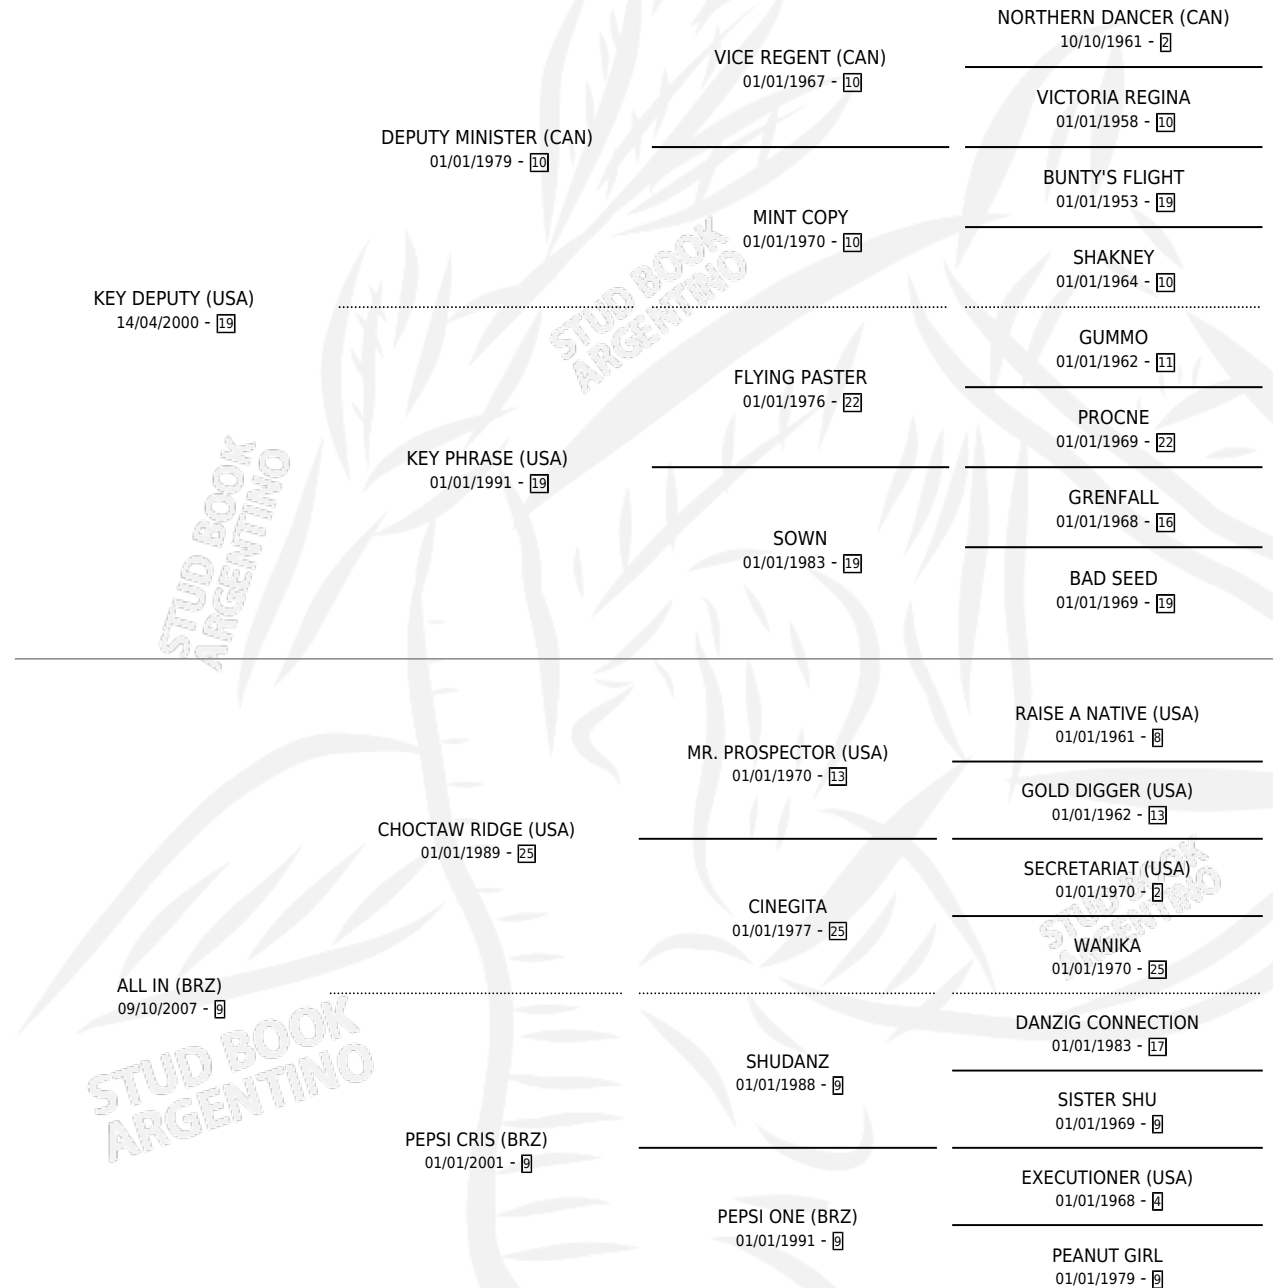 NORTHERN DANCER (CAN)
10/10/1961 - 2
VICE REGENT (CAN)
01/01/1967 - 10
VICTORIA REGINA
01/01/1958 - 10
DEPUTY MINISTER (CAN)
01/01/1979 - 10
BUNTY'S FLIGHT
01/01/1953 - 19
MINT COPY
01/01/1970 - 10
SHAKNEY
01/01/1964 - 10
KEY DEPUTY (USA)
14/04/2000 - 19
GUMMO
01/01/1962 - 11
FLYING PASTER
01/01/1976 - 22
PROCNE
01/01/1969 - 22
KEY PHRASE (USA)
01/01/1991 - 19
GRENFALL
01/01/1968 - 16
SOWN
01/01/1983 - 19
BAD SEED
01/01/1969 - 19
STUD BOOK
ARGENTINO
STUD BOOK
ARGENTINO
RAISE A NATIVE (USA)
01/01/1961 - 8
MR. PROSPECTOR (USA)
01/01/1970 - 13
GOLD DIGGER (USA)
01/01/1962 - 13
CHOCTAW RIDGE (USA)
01/01/1989 - 25
SECRETARIAT (USA)
01/01/1970 - 2
CINEGITA
01/01/1977 - 25
WANIKA
01/01/1970 - 25
ALL IN (BRZ)
09/10/2007 - 9
DANZIG CONNECTION
01/01/1983 - 17
SHUDANZ
01/01/1988 - 9
SISTER SHU
01/01/1969 - 9
PEPSI CRIS (BRZ)
01/01/2001 - 9
EXECUTIONER (USA)
01/01/1968 - 4
PEPSI ONE (BRZ)
01/01/1991 - 9
PEANUT GIRL
01/01/1979 - 9
STUD BOOK
ARGENTINO
STUD BOOK
ARGENTINO